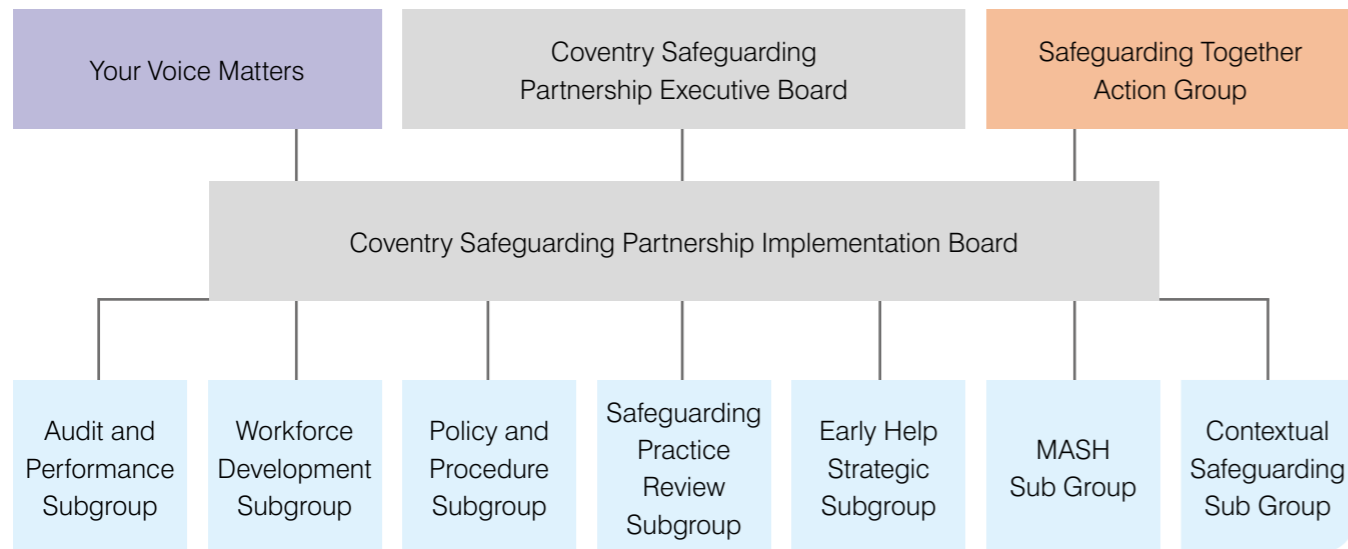 Your Voice Matters
Coventry Safeguarding
Partnership Executive Board
Safeguarding Together
Action Group
Coventry Safeguarding Partnership Implementation Board
Audit and
Performance
Subgroup
Workforce
Development
Subgroup
Policy and
Procedure
Subgroup
Safeguarding
Practice
Review
Subgroup
Early Help
Strategic
Subgroup
MASH
Sub Group
Contextual
Safeguarding
Sub Group